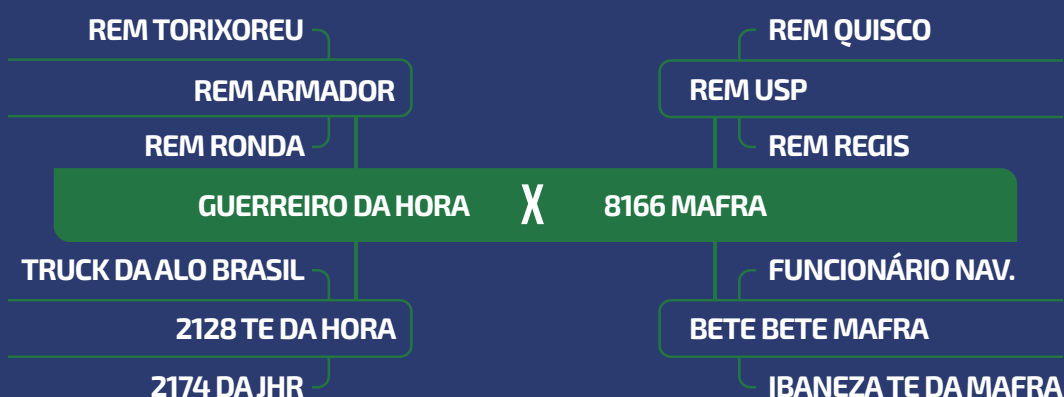 REM TORIXOREU
REM QUISCO
REM ARMADOR
REM USP
REM RONDA
REM REGIS
GUERREIRO DA HORA X 8166 MAFRA
TRUCK DA ALO BRASIL
FUNCIONÁRIO NAV.
2128 TE DA HORA
BETE BETE MAFRA
2174 DA JHR
IBANEZA TE DA MAFRA